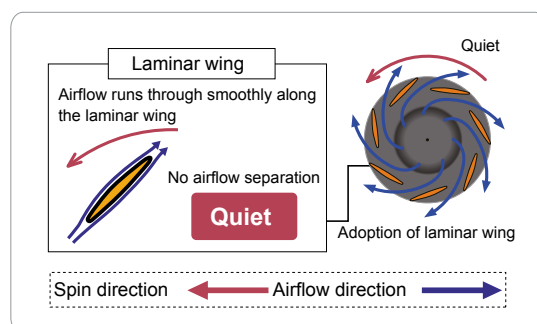 Laminar wing
Airflow runs through smoothly along
the laminar wing
No airflow separation
Quiet
Quiet
Adoption of laminar wing
Spin direction
Airflow direction